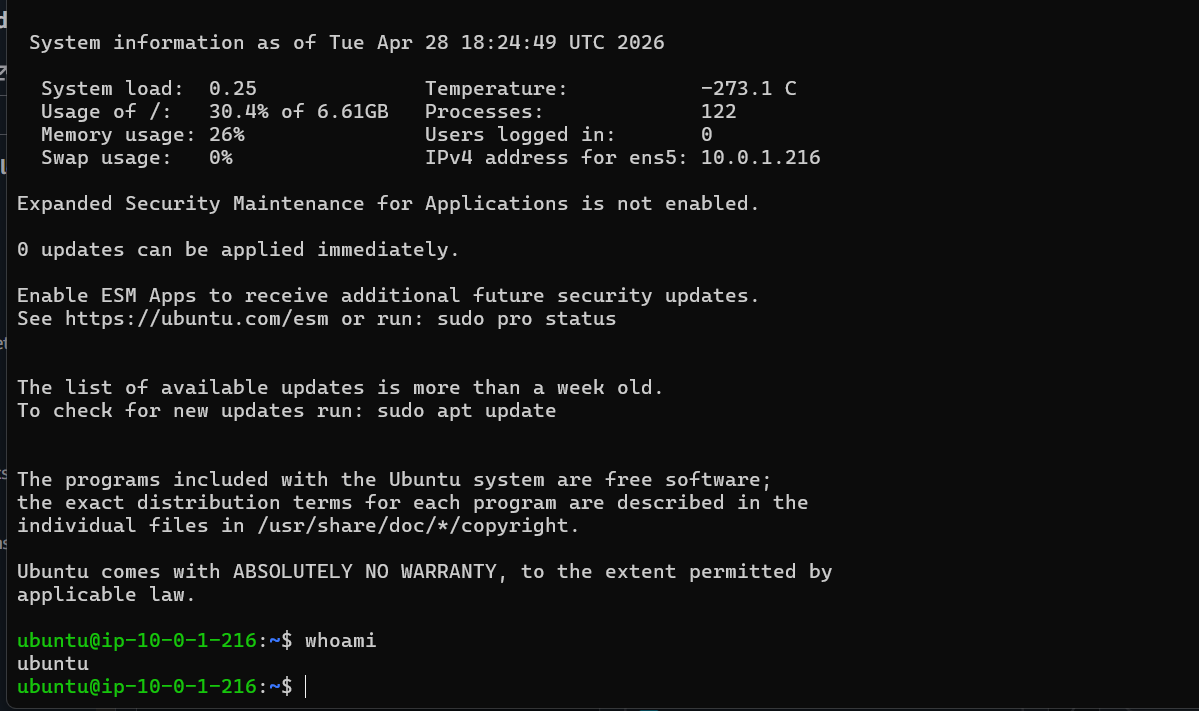 System information as of Tue Apr 28 18:24:49 UTC 2026
System load: 0.25 Temperature: -273.1 C
Usage of /: 30.4% of 6.61GB Processes: 122
Memory usage: 26% Users logged in: 0
Swap usage: 0% IPv4 address for ens5: 10.0.1.216
Expanded Security Maintenance for Applications is not enabled.
0 updates can be applied immediately.
Enable ESM Apps to receive additional future security updates.
See https://ubuntu.com/esm or run: sudo pro status
The list of available updates is more than a week old.
To check for new updates run: sudo apt update
The programs included with the Ubuntu system are free software;
the exact distribution terms for each program are described in the
individual files in /usr/share/doc/*/copyright.
Ubuntu comes with ABSOLUTELY NO WARRANTY, to the extent permitted by
applicable law.
ubuntu@ip-10-0-1-216:~$ whoami
ubuntu
ubuntu@ip-10-0-1-216:~$